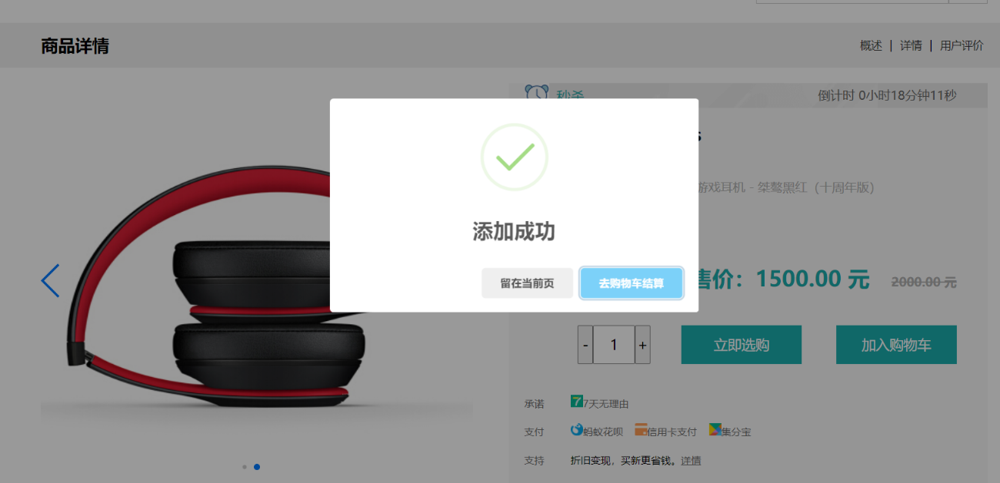 商品详情
概述 | 详情 | 用户评价
秒杀
倒计时 0小时18分钟11秒
添加成功
留在当前页
去购物车结算
游戏耳机 - 桀骜黑红（十周年版）
售价：1500.00 元
2000.00 元
- 1 +
立即选购
加入购物车
承诺
7天无理由
支付
蚂蚁花呗
信用卡支付
集分宝
支持
折旧变现，买新更省钱。详情